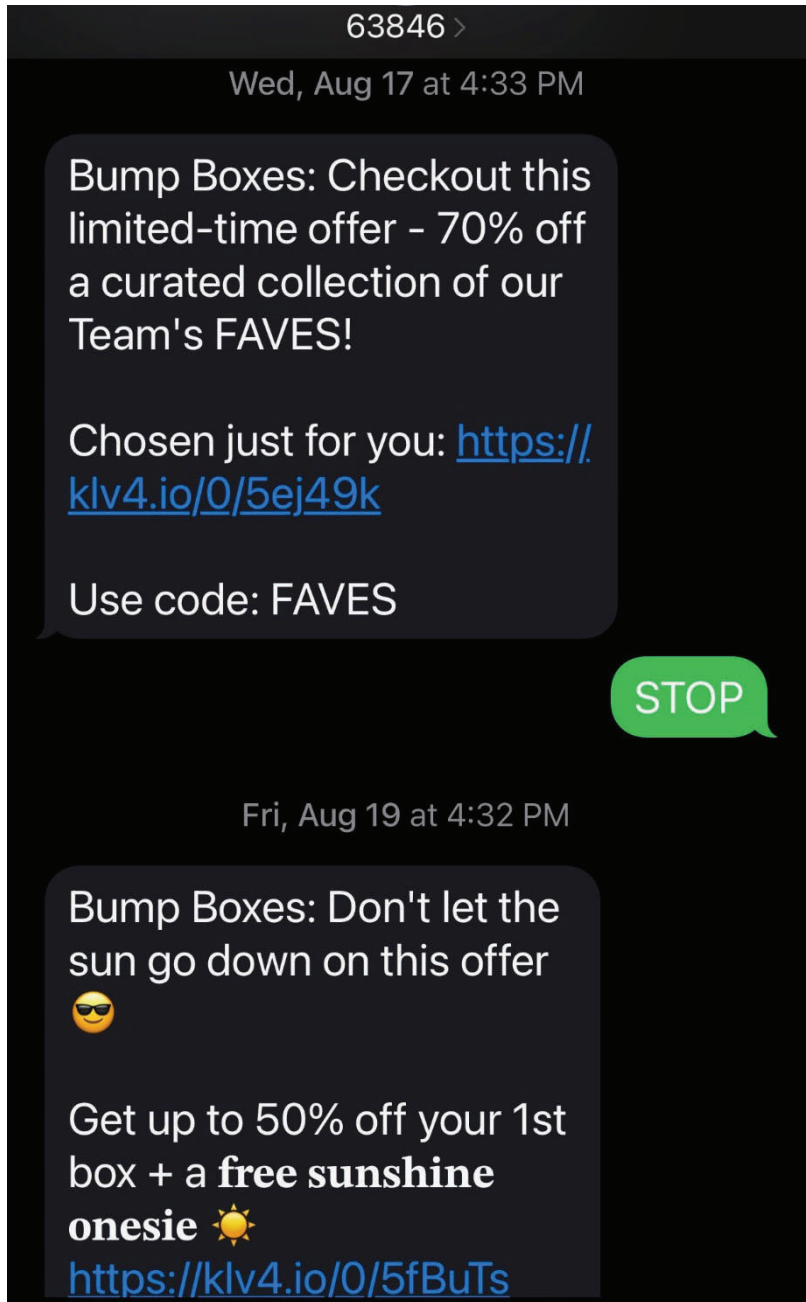 63846
Wed, Aug 17 at 4:33 PM
Bump Boxes: Checkout this
limited-time offer - 70% off
a curated collection of our
Team's FAVES!
Chosen just for you: https://
klv4.io/0/5ej49k
Use code: FAVES
STOP
Fri, Aug 19 at 4:32 PM
Bump Boxes: Don't let the
sun go down on this offer
😎
Get up to 50% off your 1st
box + a free sunshine
onesie ☀️
https://klv4.io/0/5fBuTs